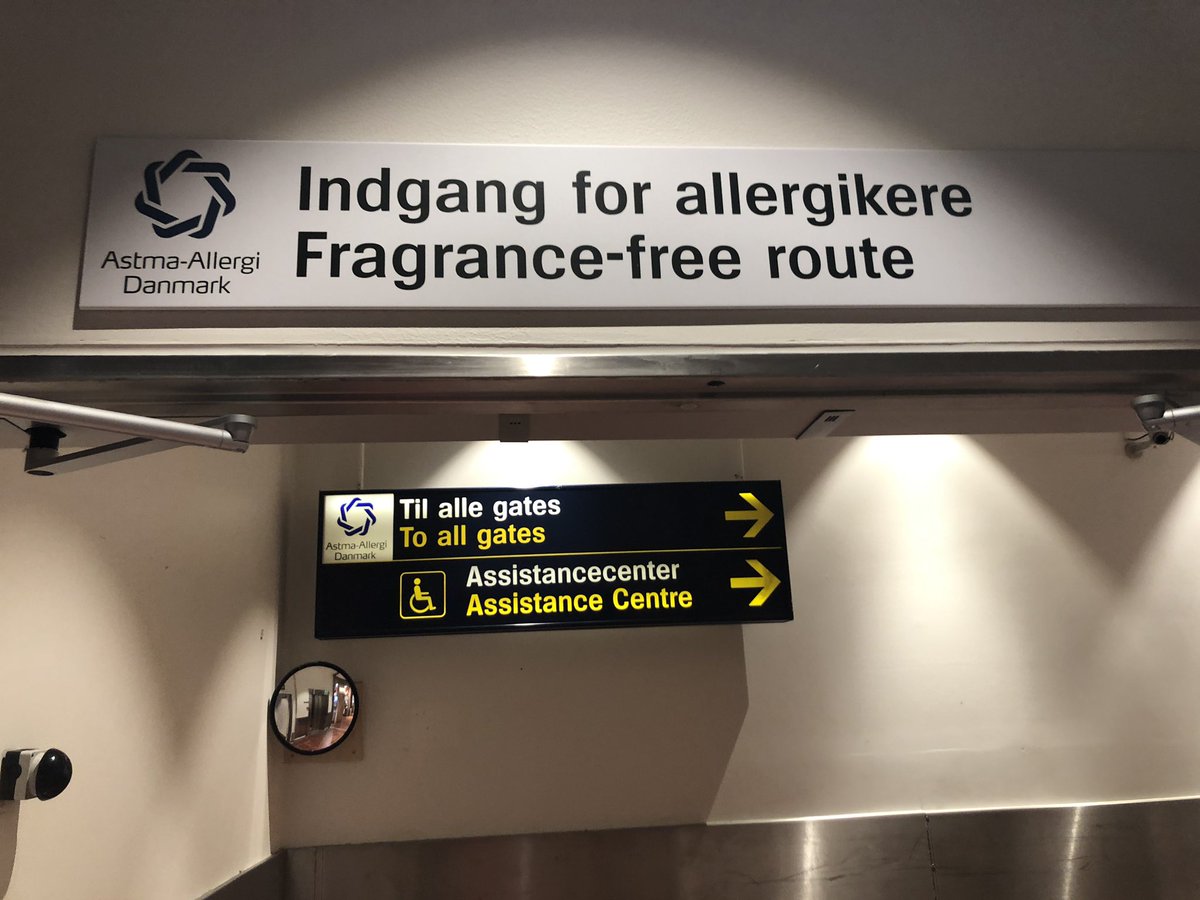 Indgang for allergikere
Fragrance-free route
Astma-Allergi
Danmark
Til alle gates
To all gates
Astma-Allergi
Danmark
Assistancecenter
Assistance Centre